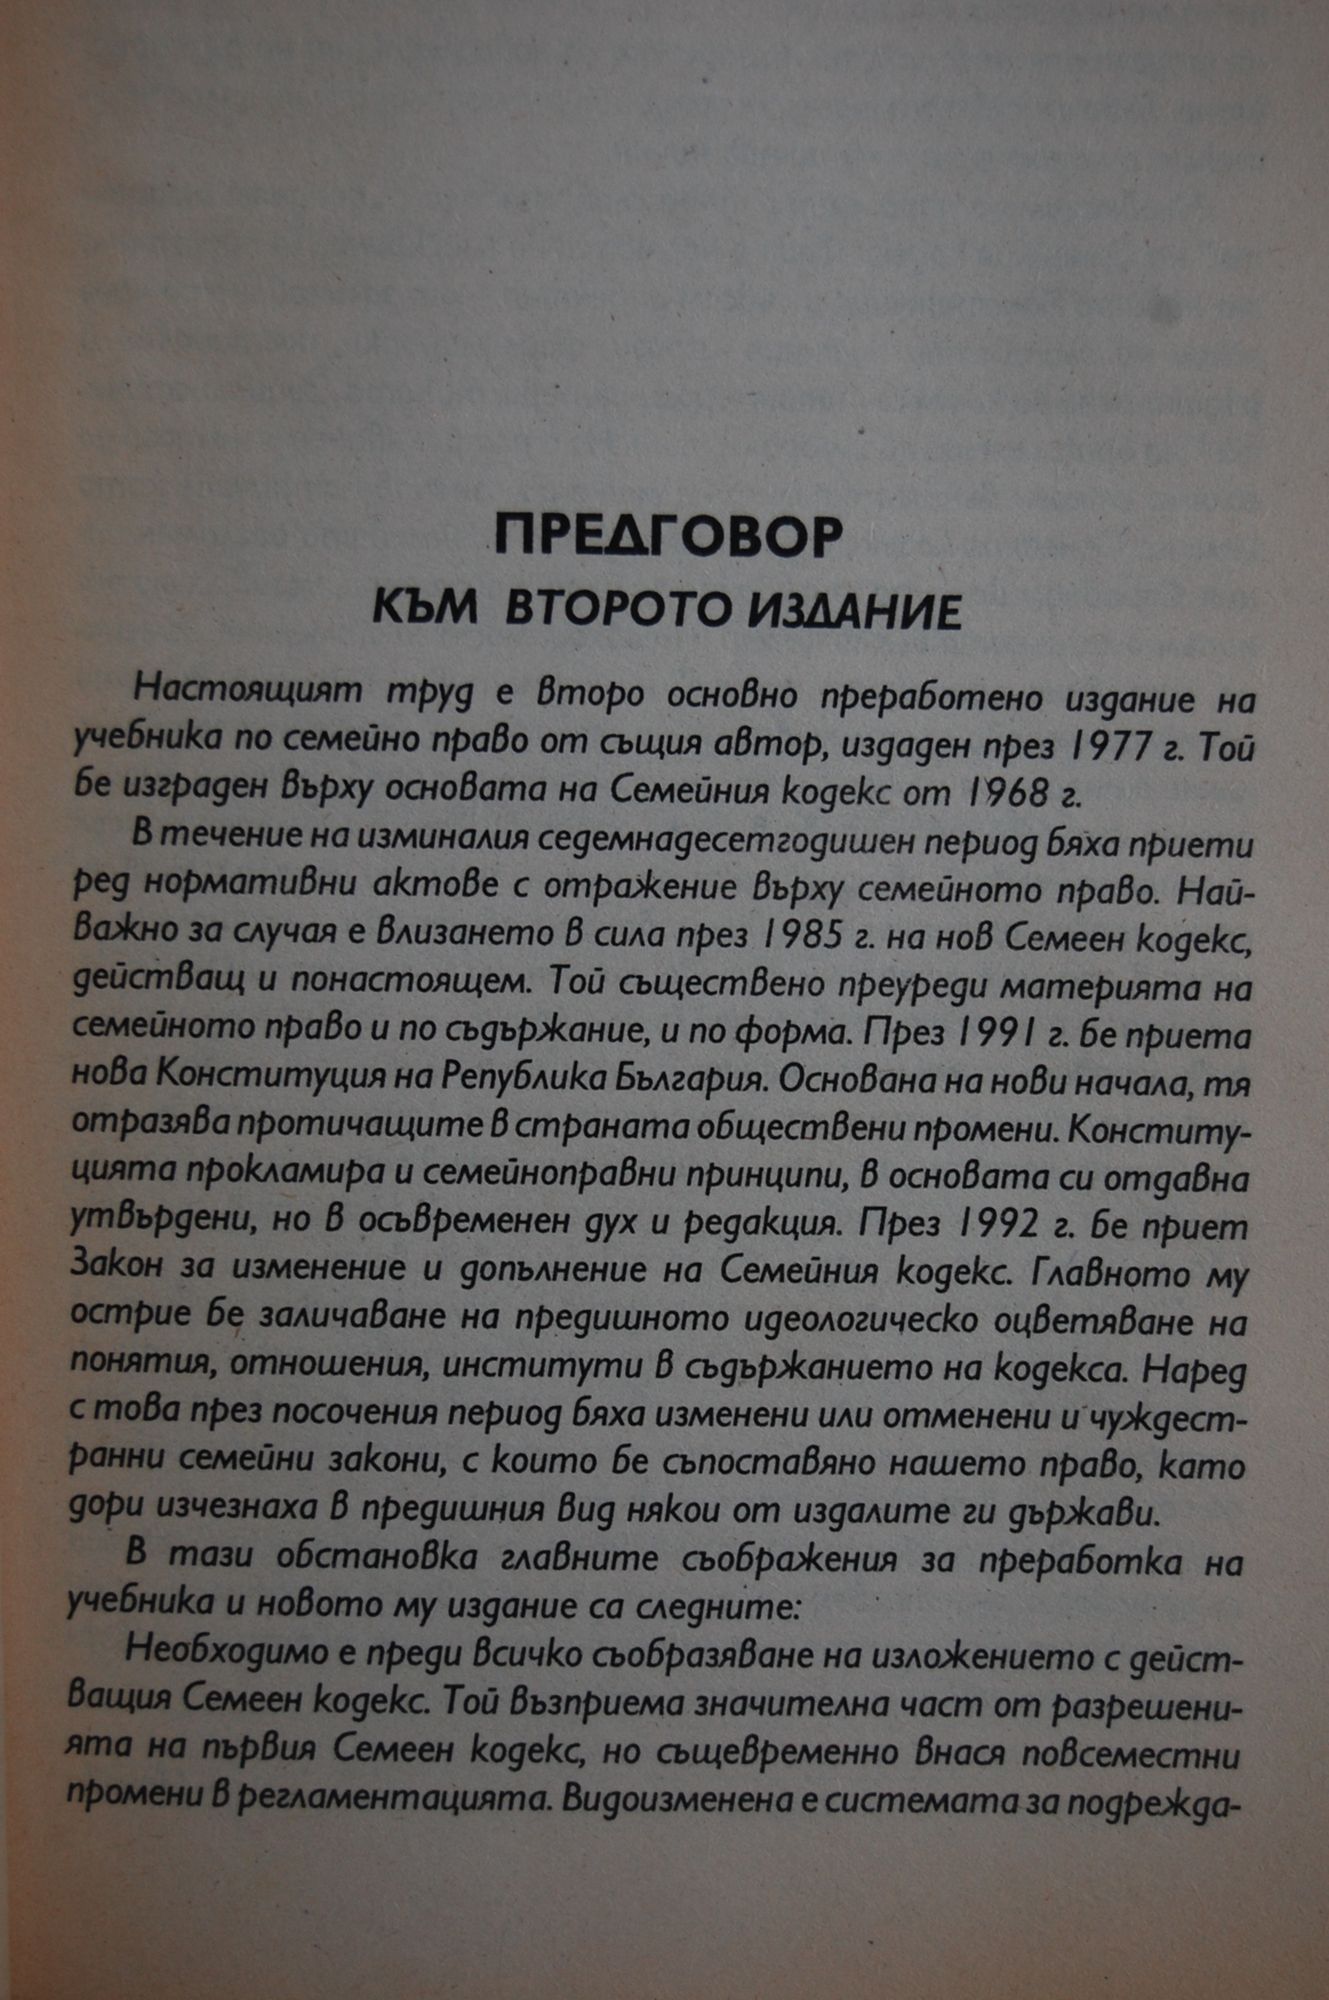 ПРЕДГОВОР
КЪМ ВТОРОТО ИЗДАНИЕ
Настоящият труд е второ основно преработено издание на
учебника по семейно право от същия автор, издаден през 1977 г. Той
бе изграден върху основата на Семейния кодекс от 1968 г.
В течение на изминалия седемнадесетгодишен период бяха приети
ред нормативни актове с отражение върху семейното право. Най-
важно за случая е влизането в сила през 1985 г. на нов Семеен кодекс,
действащ и понастоящем. Той съществено преуреди материята на
семейното право и по съдържание, и по форма. През 1991 г. бе приета
нова Конституция на Република България. Основана на нови начала, тя
отразява протичащите в страната обществени промени. Конститу-
цията прокламира и семейноправни принципи, в основата си отдавна
утвърдени, но в осъвременен дух и редакция. През 1992 г. бе приет
Закон за изменение и допълнение на Семейния кодекс. Главното му
острие бе заличаване на предишното идеологическо оцветяване на
понятия, отношения, институти в съдържанието на кодекса. Наред
с това през посочения период бяха изменени или отменени и чуждест-
ранни семейни закони, с които бе съпоставяно нашето право, като
дори изчезнаха в предишния вид някои от издалите ги държави.
В тази обстановка главните съображения за преработка на
учебника и новото му издание са следните:
Необходимо е преди всичко съобразяване на изложението с дейст-
ващия Семеен кодекс. Той възприема значителна част от разрешени-
ята на първия Семеен кодекс, но същевременно внася повсеместни
промени в регламентацията. Видоизменена е системата за подрежда-